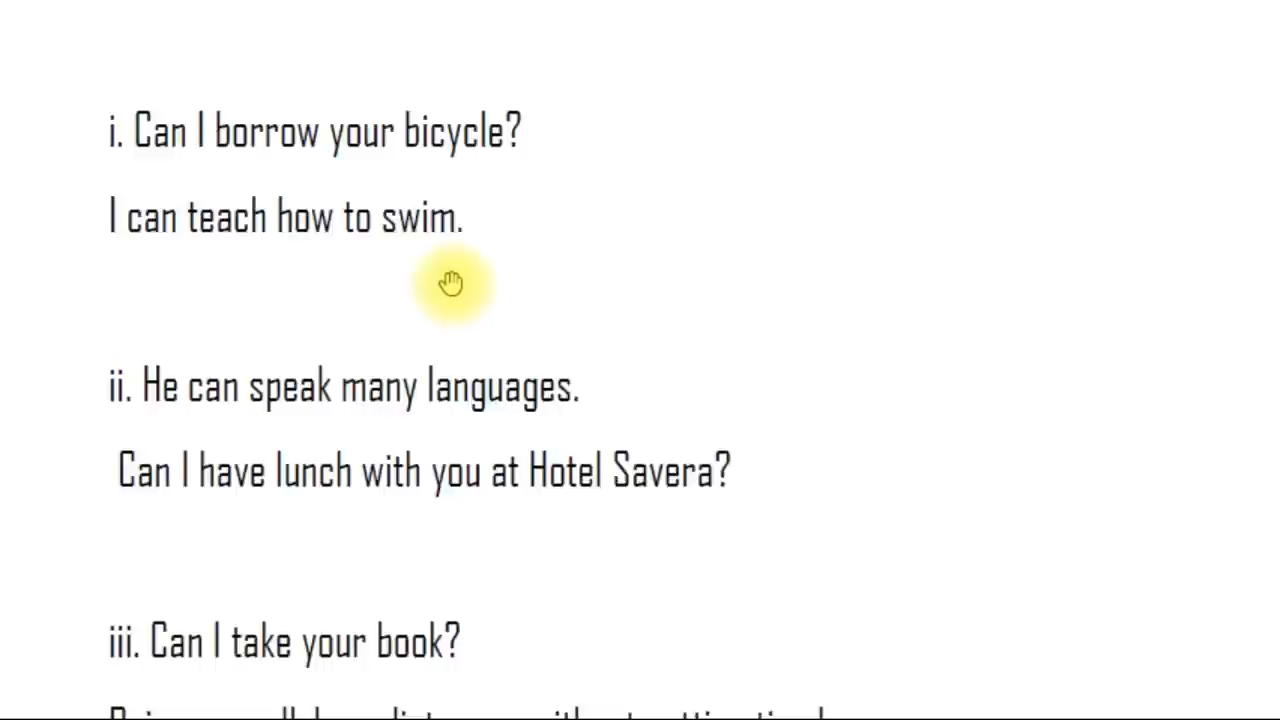 i. Can I borrow your bicycle?
I can teach how to swim.
ii. He can speak many languages.
Can I have lunch with you at Hotel Savera?
iii. Can I take your book?